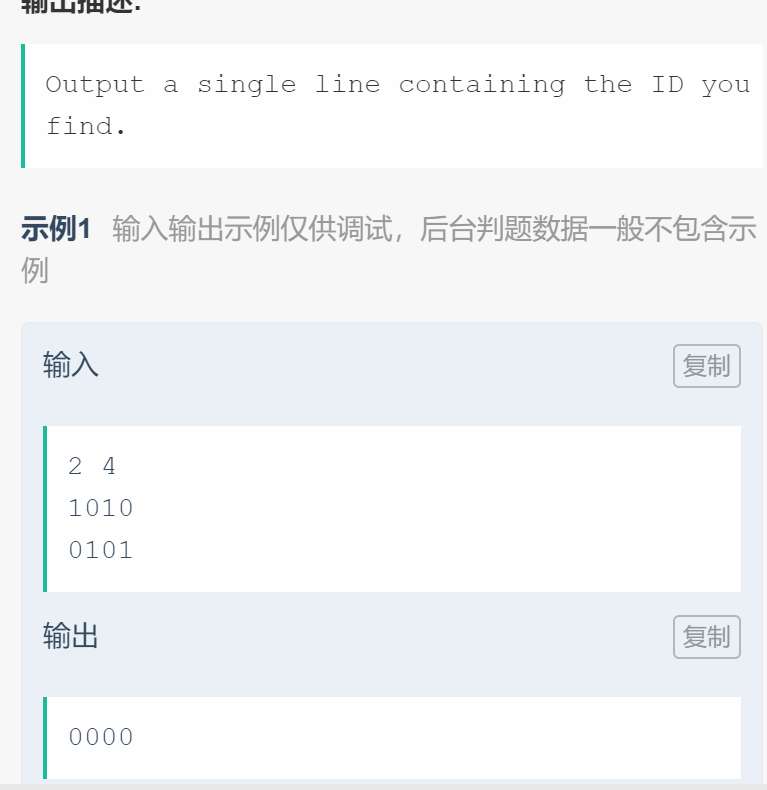 输出描述:
Output a single line containing the ID you
find.
示例1 输入输出示例仅供调试，后台判题数据一般不包含示
例
输入
复制
2 4
1010
0101
输出
复制
0000